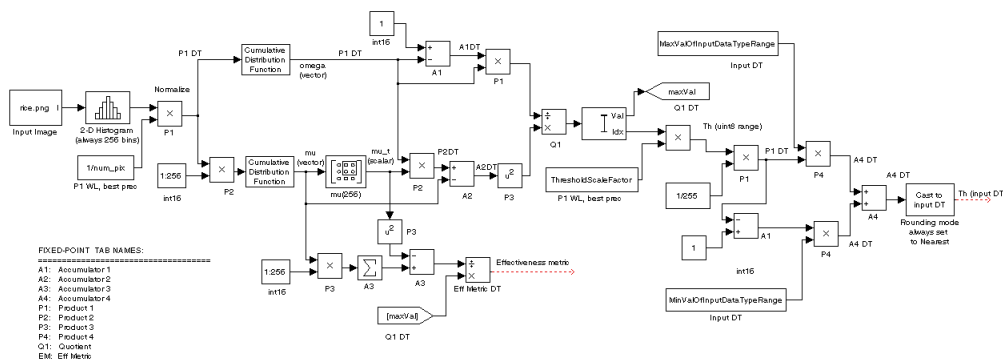 1
int16
P1 DT
Cumulative
Distribution
Function
P1 DT
omega
(vector)
A1DT
A1
P1
MaxValOfInputDataTypeRange
Input DT
maxVal
Q1 DT
Val
Idx
Q1
rice.png
I
Input Image
2-D Histogram
(always 256 bins)
Normalize
P1
1/num_pix
P1 WL, best prec
1:256
int16
P2
Cumulative
Distribution
Function
mu
(vector)
mu(256)
mu_t
(scalar)
P2DT
P2
A2DT
A2
u²
P3
ThresholdScaleFactor
P1 WL, best prec
Th (uint8 range)
P1 DT
P1
1/255
P4
A4 DT
A4 DT
A4
Cast to
input DT
Rounding mode
always set
to Nearest
Th (input DT
1
int16
A1
P4
A4 DT
MinValOfInputDataTypeRange
Input DT
u²
P3
1:256
int16
P3
A3
A3
Effectiveness metric
Eff Metric DT
[maxVal]
Q1 DT
FIXED-POINT TAB NAMES:
===================================
A1: Accumulator 1
A2: Accumulator 2
A3: Accumulator 3
A4: Accumulator 4
P1: Product 1
P2: Product 2
P3: Product 3
P4: Product 4
Q1: Quotient
EM: Eff Metric